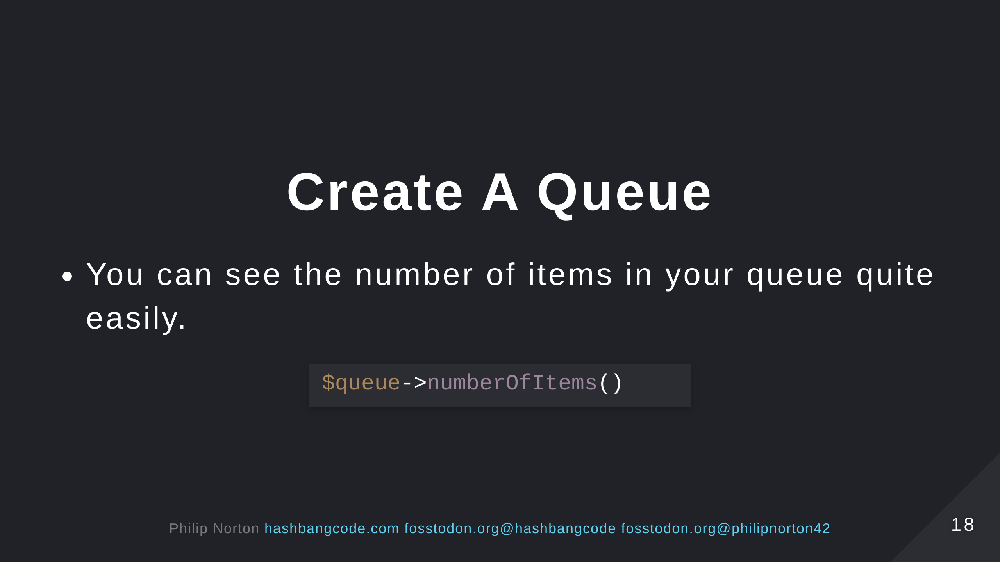 Create A Queue
• You can see the number of items in your queue quite
easily.
$queue->numberOfItems()
Philip Norton hashbangcode.com fosstodon.org@hashbangcode fosstodon.org@philipnorton42
18